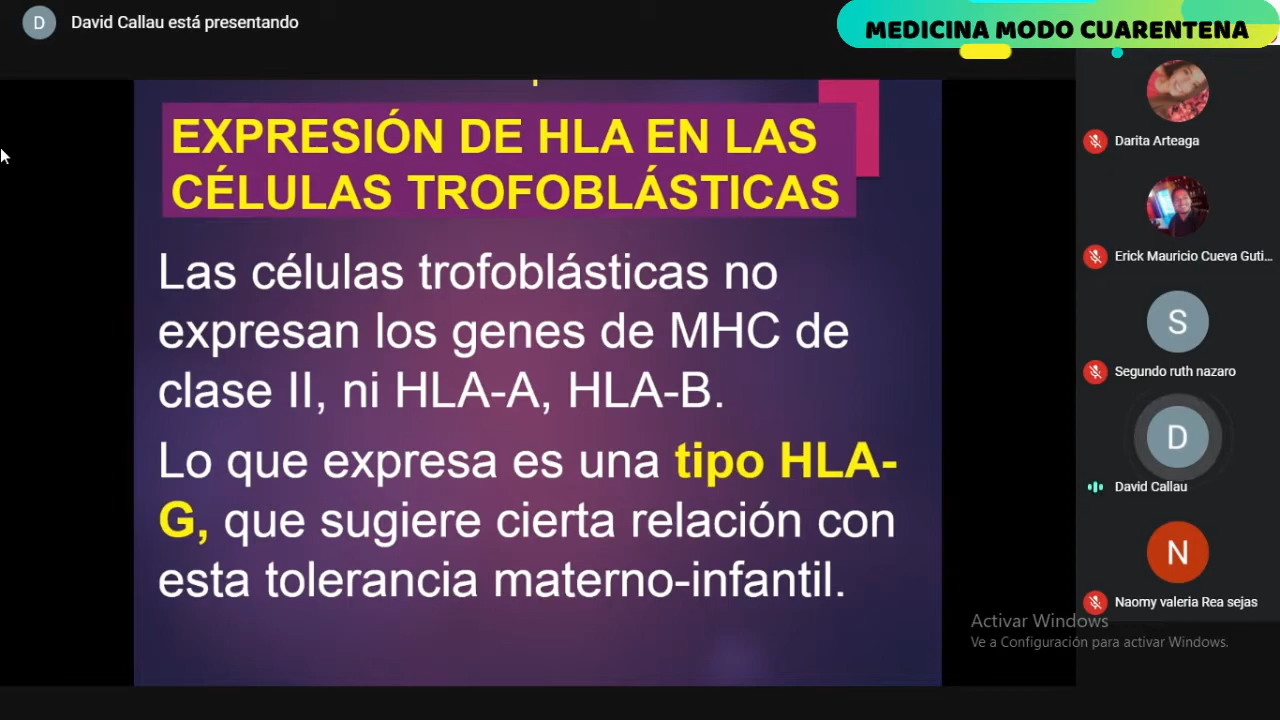 D
David Callau está presentando
MEDICINA MODO CUARENTENA
EXPRESIÓN DE HLA EN LAS
CÉLULAS TROFOBLÁSTICAS
Las células trofoblásticas no
expresan los genes de MHC de
clase II, ni HLA-A, HLA-B.
Lo que expresa es una tipo HLA-
G, que sugiere cierta relación con
esta tolerancia materno-infantil.
Darita Arteaga
Erick Mauricio Cueva Guti...
S
Segundo ruth nazaro
D
David Callau
N
Naomy valeria Rea sejas
Activar Windows
Ve a Configuración para activar Windows.